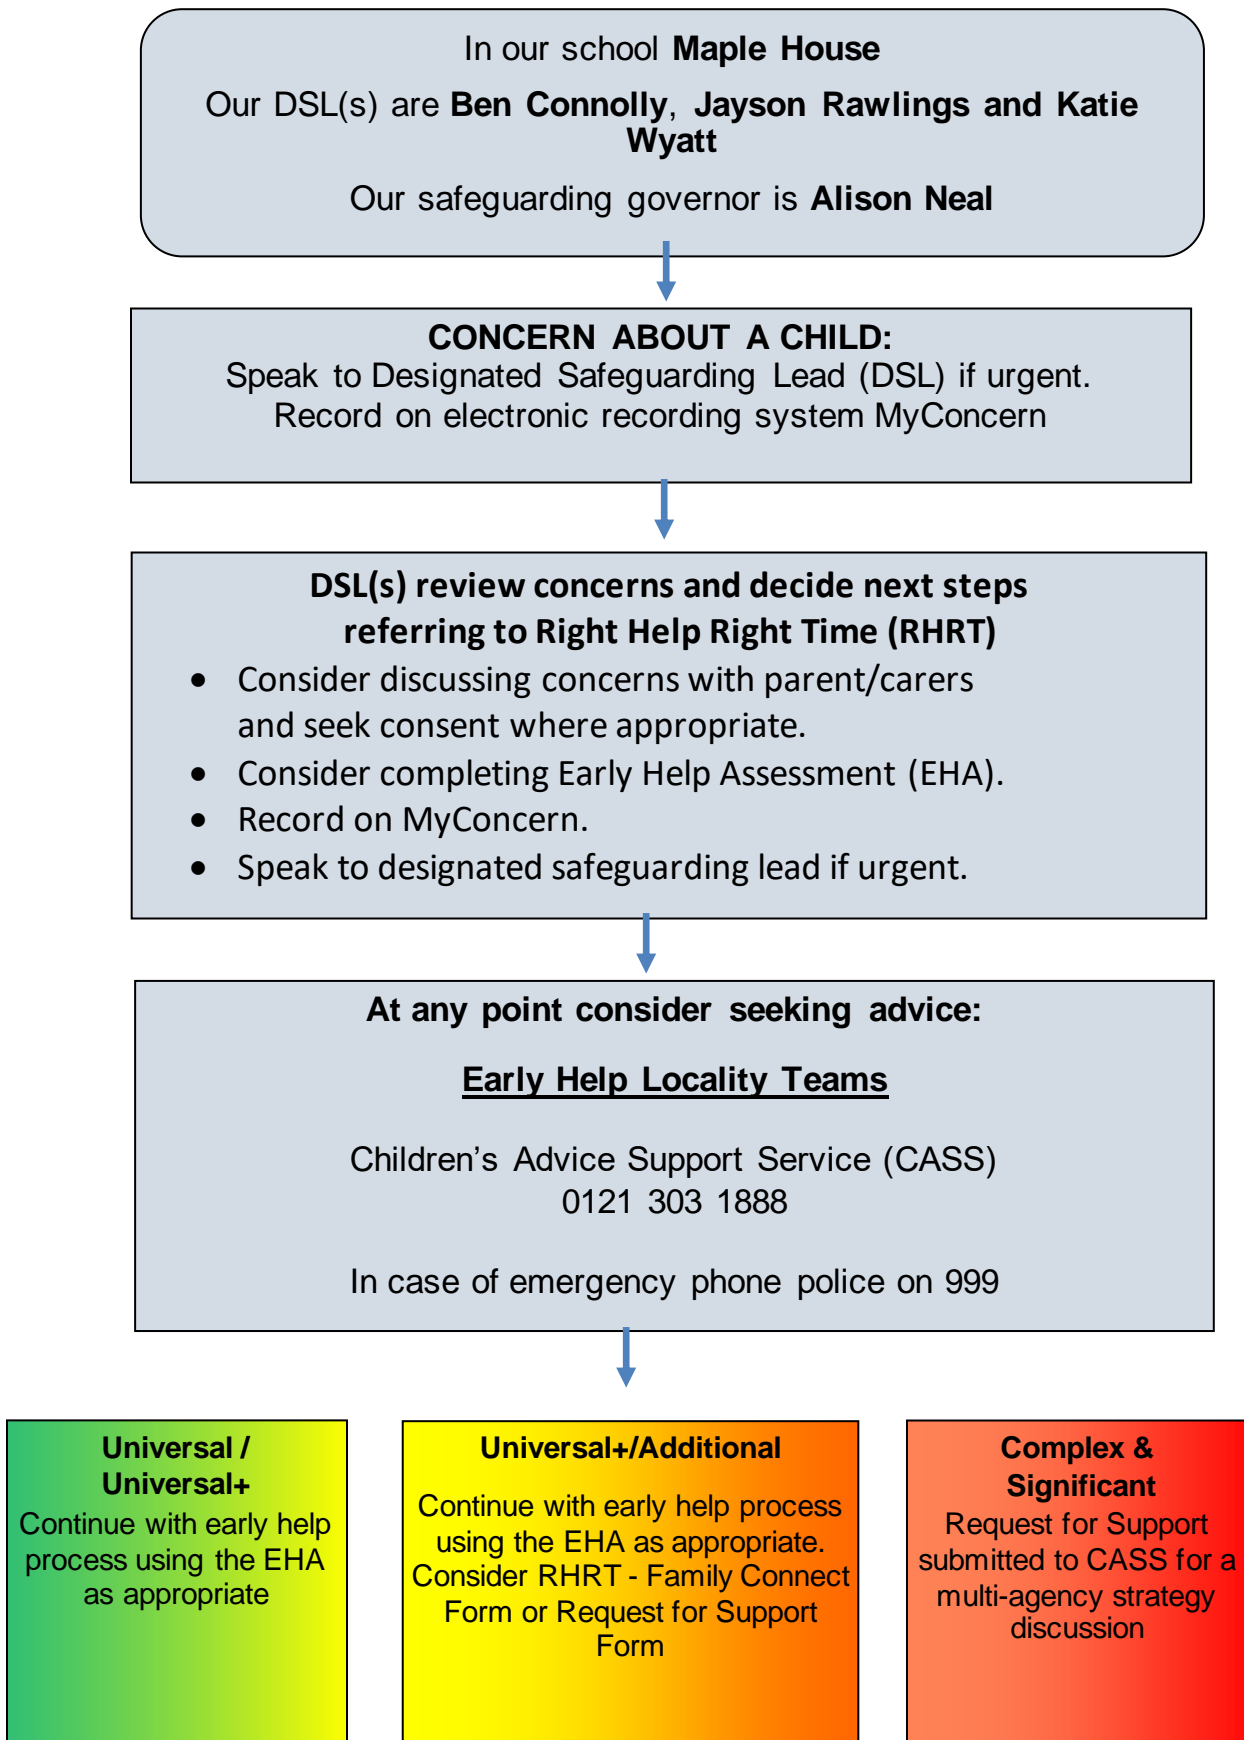 In our school Maple House
Our DSL(s) are Ben Connolly, Jayson Rawlings and Katie
Wyatt
Our safeguarding governor is Alison Neal
CONCERN ABOUT A CHILD:
Speak to Designated Safeguarding Lead (DSL) if urgent.
Record on electronic recording system MyConcern
DSL(s) review concerns and decide next steps
referring to Right Help Right Time (RHRT)
• Consider discussing concerns with parent/carers
and seek consent where appropriate.
• Consider completing Early Help Assessment (EHA).
• Record on MyConcern.
• Speak to designated safeguarding lead if urgent.
At any point consider seeking advice:
Early Help Locality Teams
Children’s Advice Support Service (CASS)
0121 303 1888
In case of emergency phone police on 999
Universal /
Universal+
Continue with early help
process using the EHA
as appropriate
Universal+/Additional
Continue with early help process
using the EHA as appropriate.
Consider RHRT - Family Connect
Form or Request for Support
Form
Complex &
Significant
Request for Support
submitted to CASS for a
multi-agency strategy
discussion